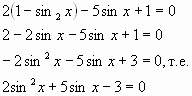 2(1−sin ₂ x)−5sin x+1=0
2−2sin x−5sin x+1=0
−2sin ²x−5sin x+3=0,т.е.
2sin ²x+5sin x−3=0